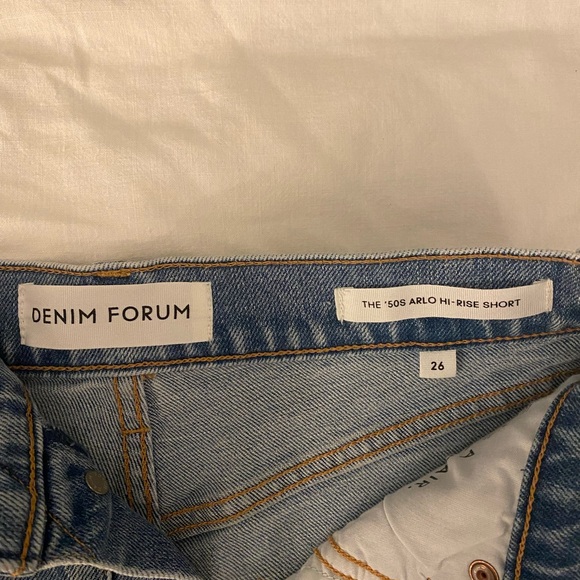 DENIM FORUM
THE '50S ARLO HI-RISE SHORT
26